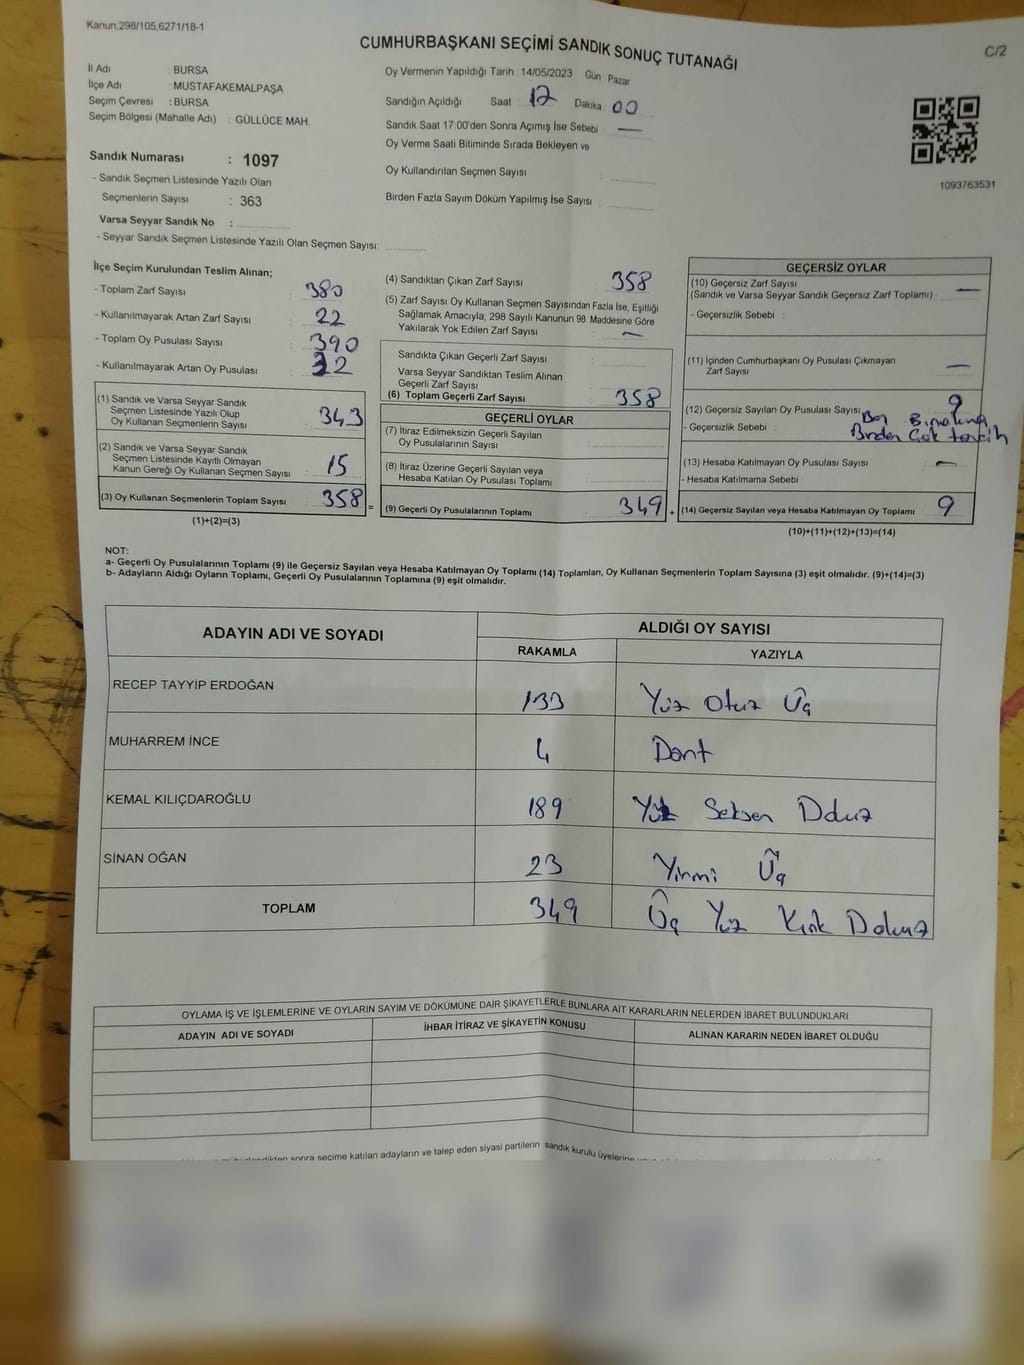 Kanun:298/105,6271/18-1
C/2
CUMHURBAŞKANI SEÇİMİ SANDIK SONUÇ TUTANAĞI
İl Adı : BURSA
İlçe Adı : MUSTAFAKEMALPAŞA
Seçim Çevresi : BURSA
Seçim Bölgesi (Mahalle Adı) : GÜLLÜCE MAH.
Sandık Numarası : 1097
- Sandık Seçmen Listesinde Yazılı Olan
Seçmenlerin Sayısı : 363
Varsa Seyyar Sandık No :
- Seyyar Sandık Seçmen Listesinde Yazılı Olan Seçmen Sayısı:
Oy Vermenin Yapıldığı Tarih 14/05/2023 Gün Pazar
Sandığın Açıldığı Saat : 17 Dakika : 00
Sandık Saat 17:00'den Sonra Açımış İse Sebebi : —
Oy Verme Saati Bitiminde Sırada Bekleyen ve
Oy Kullandırılan Seçmen Sayısı :
Birden Fazla Sayım Döküm Yapılmış İse Sayısı :
1093763531
İlçe Seçim Kurulundan Teslim Alınan;
- Toplam Zarf Sayısı : 380
- Kullanılmayarak Artan Zarf Sayısı : 22
- Toplam Oy Pusulası Sayısı : 390
- Kullanılmayarak Artan Oy Pusulası : 32
(1) Sandık ve Varsa Seyyar Sandık
Seçmen Listesinde Yazılı Olup
Oy Kullanan Seçmenlerin Sayısı : 343
(2) Sandık ve Varsa Seyyar Sandık
Seçmen Listesinde Kayıtlı Olmayan
Kanun Gereği Oy Kullanan Seçmen Sayısı : 15
(3) Oy Kullanan Seçmenlerin Toplam Sayısı : 358 =
(1)+(2)=(3)
(4) Sandıktan Çıkan Zarf Sayısı : 358
(5) Zarf Sayısı Oy Kullanan Seçmen Sayısından Fazla İse, Eşitliği
Sağlamak Amacıyla, 298 Sayılı Kanunun 98. Maddesine Göre
Yakılarak Yok Edilen Zarf Sayısı : —
Sandıkta Çıkan Geçerli Zarf Sayısı :
Varsa Seyyar Sandıktan Teslim Alınan
Geçerli Zarf Sayısı :
(6) Toplam Geçerli Zarf Sayısı : 358
GEÇERLİ OYLAR
(7) İtiraz Edilmeksizin Geçerli Sayılan
Oy Pusulalarının Sayısı :
(8) İtiraz Üzerine Geçerli Sayılan veya
Hesaba Katılan Oy Pusulası Toplamı :
(9) Geçerli Oy Pusulalarının Toplamı : 349 +
GEÇERSİZ OYLAR
(10) Geçersiz Zarf Sayısı
(Sandık ve Varsa Seyyar Sandık Geçersiz Zarf Toplamı) : —
- Geçersizlik Sebebi :
(11) İçinden Cumhurbaşkanı Oy Pusulası Çıkmayan
Zarf Sayısı : —
(12) Geçersiz Sayılan Oy Pusulası Sayısı : 9
- Geçersizlik Sebebi : Boş Bırakılmış
Birden Çok tercih
(13) Hesaba Katılmayan Oy Pusulası Sayısı : —
- Hesaba Katılmama Sebebi :
(14) Geçersiz Sayılan veya Hesaba Katılmayan Oy Toplamı : 9
(10)+(11)+(12)+(13)=(14)
NOT:
a- Geçerli Oy Pusulalarının Toplamı (9) ile Geçersiz Sayılan veya Hesaba Katılmayan Oy Toplamı (14) Toplamları, Oy Kullanan Seçmenlerin Toplam Sayısına (3) eşit olmalıdır. (9)+(14)=(3)
b- Adayların Aldığı Oyların Toplamı, Geçerli Oy Pusulalarının Toplamına (9) eşit olmalıdır.
ADAYIN ADI VE SOYADI ALDIĞI OY SAYISI
RAKAMLA YAZIYLA
RECEP TAYYİP ERDOĞAN 133 Yüz Otuz Üç
MUHARREM İNCE 4 Dört
KEMAL KILIÇDAROĞLU 189 Yüz Seksen Dokuz
SİNAN OĞAN 23 Yirmi Üç
TOPLAM 349 Üç Yüz Kırk Dokuz
OYLAMA İŞ VE İŞLEMLERİNE VE OYLARIN SAYIM VE DÖKÜMÜNE DAİR ŞİKAYETLERLE BUNLARA AİT KARARLARIN NELERDEN İBARET BULUNDUKLARI
ADAYIN ADI VE SOYADI İHBAR İTİRAZ VE ŞİKAYETİN KONUSU ALINAN KARARIN NEDEN İBARET OLDUĞU
sonra seçime katılan adayların ve talep eden siyasi partilerin sandık kurulu üyelerine